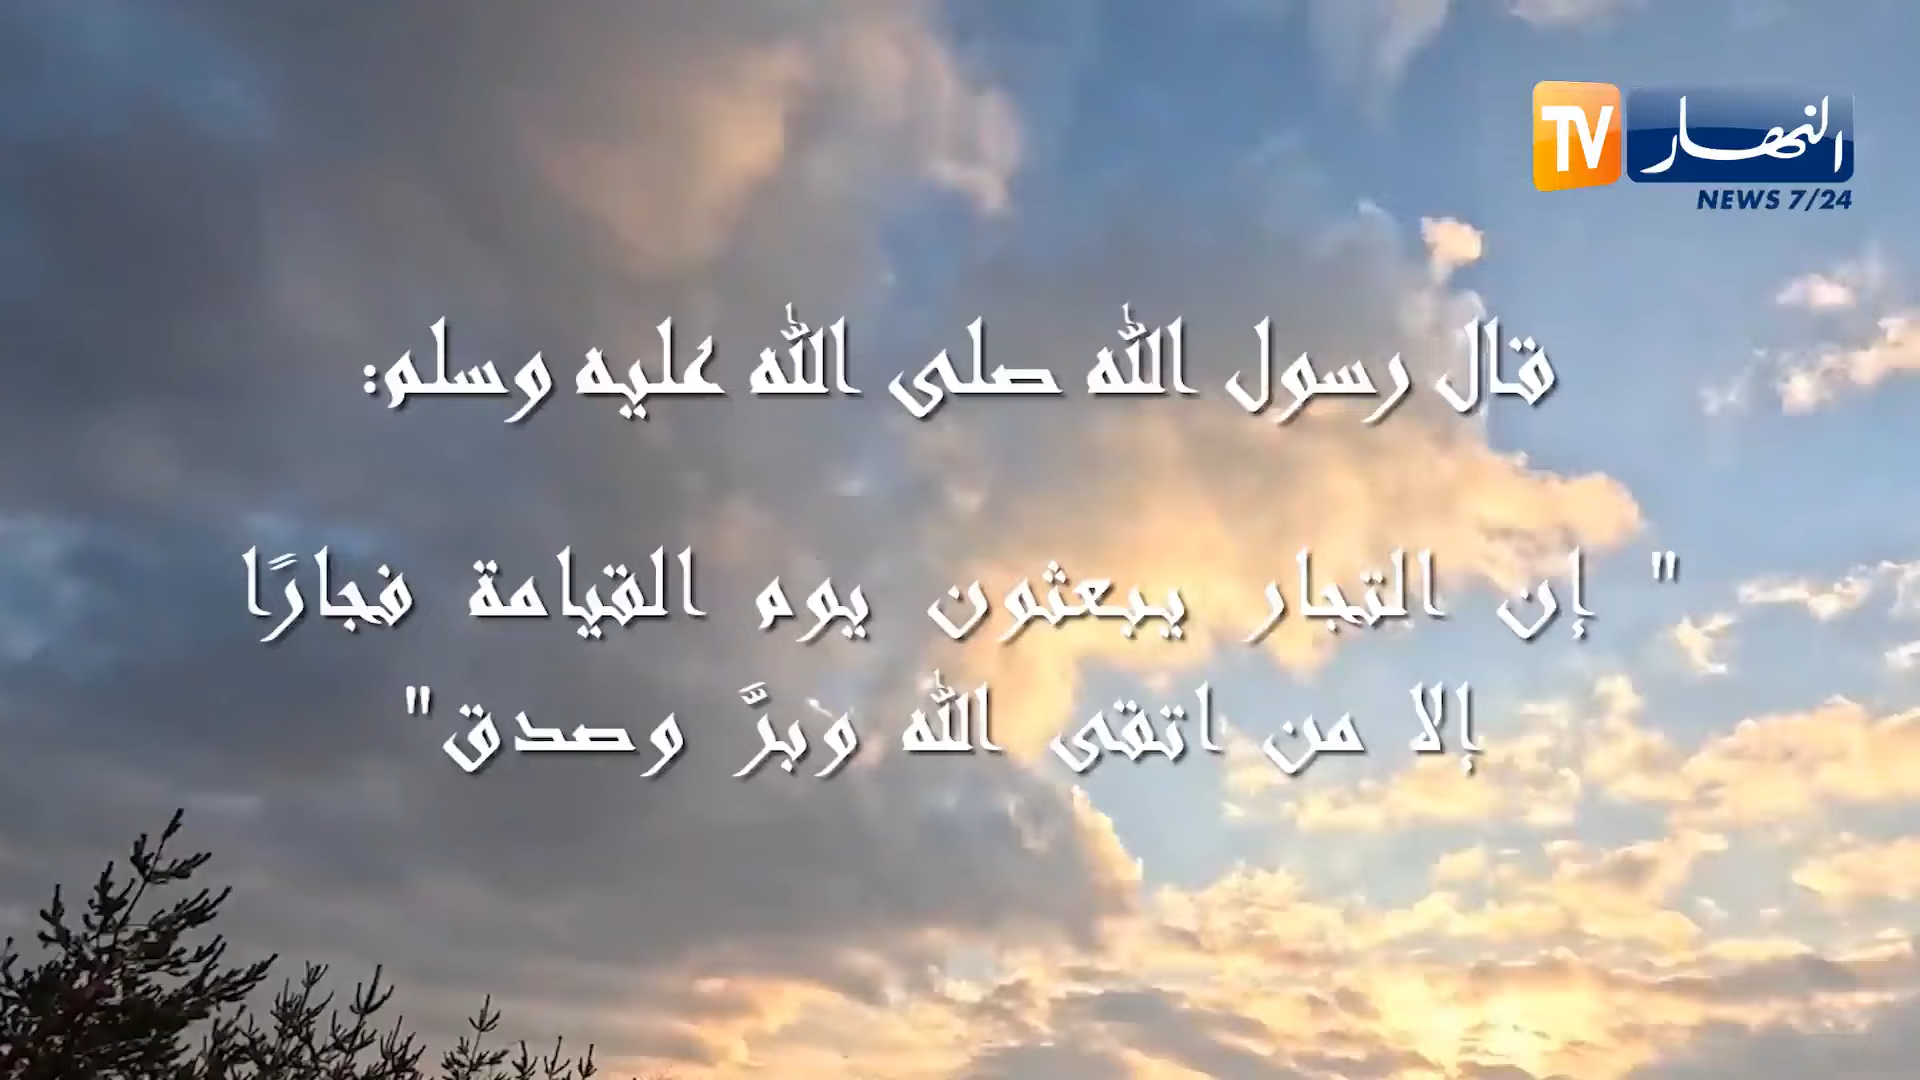 TV النهار
NEWS 7/24
قال رسول الله صلى الله عليه وسلم:
" إن التجار يبعثون يوم القيامة فجارًا
إلا من اتقى الله وبرَّ وصدق"